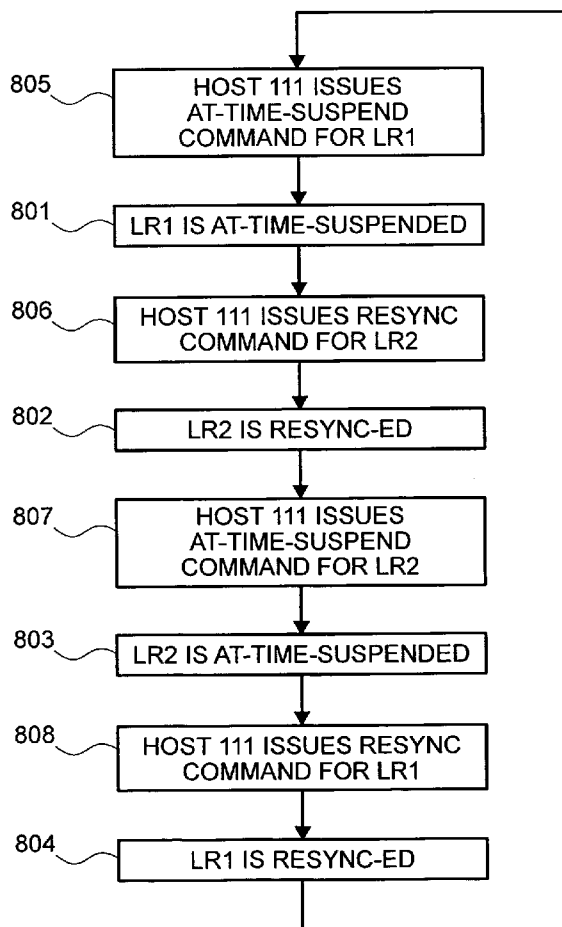 805
HOST 111 ISSUES
AT-TIME-SUSPEND
COMMAND FOR LR1
801
LR1 IS AT-TIME-SUSPENDED
806
HOST 111 ISSUES RESYNC
COMMAND FOR LR2
802
LR2 IS RESYNC-ED
807
HOST 111 ISSUES
AT-TIME-SUSPEND
COMMAND FOR LR2
803
LR2 IS AT-TIME-SUSPENDED
808
HOST 111 ISSUES RESYNC
COMMAND FOR LR1
804
LR1 IS RESYNC-ED